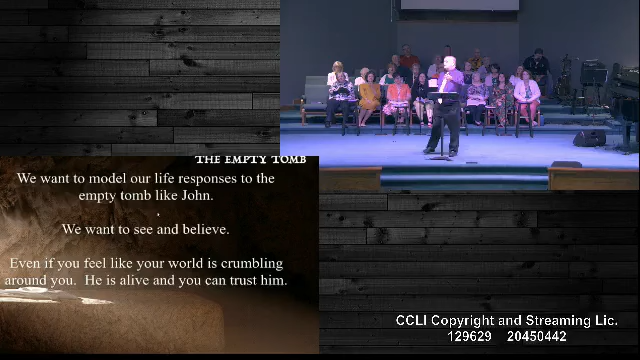 THE EMPTY TOMB
We want to model our life responses to the
empty tomb like John.
We want to see and believe.
Even if you feel like your world is crumbling
around you. He is alive and you can trust him.
CCLI Copyright and Streaming Lic.
129629 20450442